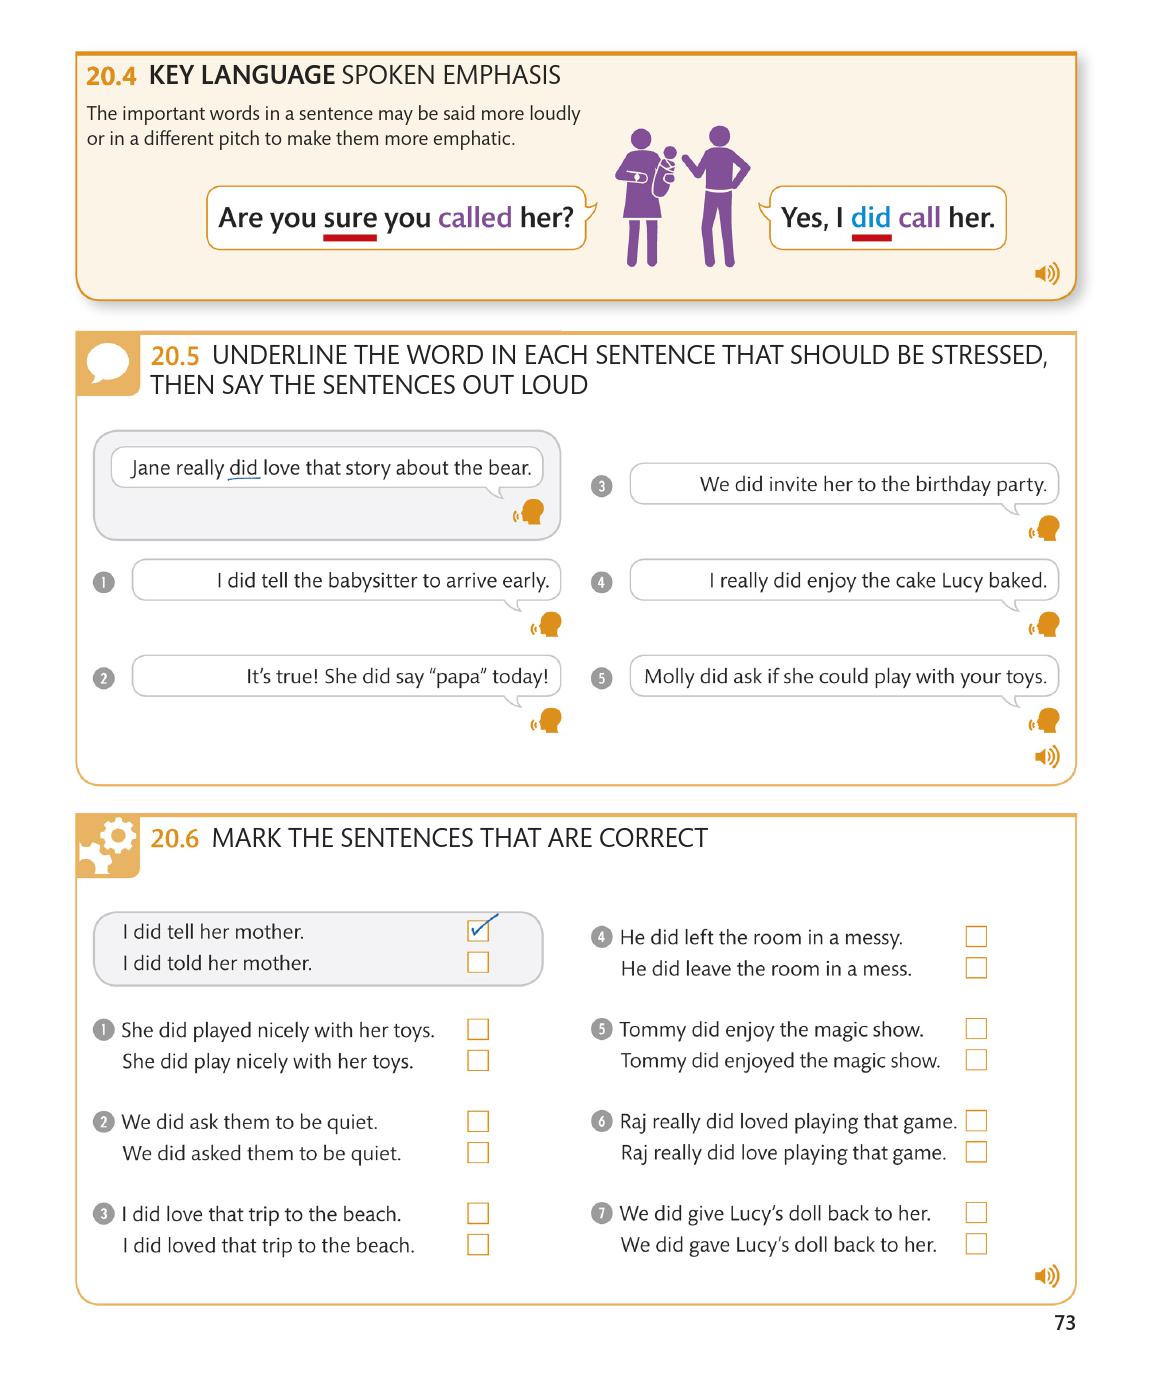 20.4 KEY LANGUAGE SPOKEN EMPHASIS
The important words in a sentence may be said more loudly
or in a different pitch to make them more emphatic.
Are you sure you called her?
Yes, I did call her.
20.5 UNDERLINE THE WORD IN EACH SENTENCE THAT SHOULD BE STRESSED,
THEN SAY THE SENTENCES OUT LOUD
Jane really did love that story about the bear.
1 I did tell the babysitter to arrive early.
2 It's true! She did say “papa” today!
3 We did invite her to the birthday party.
4 I really did enjoy the cake Lucy baked.
5 Molly did ask if she could play with your toys.
20.6 MARK THE SENTENCES THAT ARE CORRECT
I did tell her mother.
I did told her mother.
1 She did played nicely with her toys.
She did play nicely with her toys.
2 We did ask them to be quiet.
We did asked them to be quiet.
3 I did love that trip to the beach.
I did loved that trip to the beach.
4 He did left the room in a messy.
He did leave the room in a mess.
5 Tommy did enjoy the magic show.
Tommy did enjoyed the magic show.
6 Raj really did loved playing that game.
Raj really did love playing that game.
7 We did give Lucy's doll back to her.
We did gave Lucy's doll back to her.
73